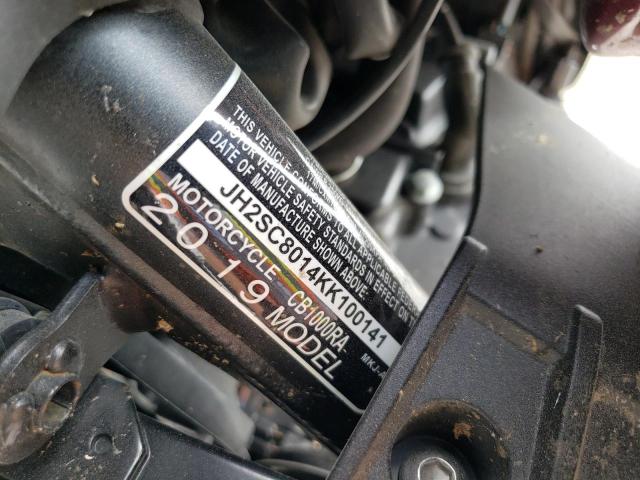 THIS VEHICLE CONFORMS TO ALL APPLICABLE
MOTOR VEHICLE SAFETY STANDARDS IN EFFECT ON
DATE OF MANUFACTURE SHOWN ABOVE.
JH2SC8014KK100141
MOTORCYCLE CB1000RA
2019 MODEL MKJ